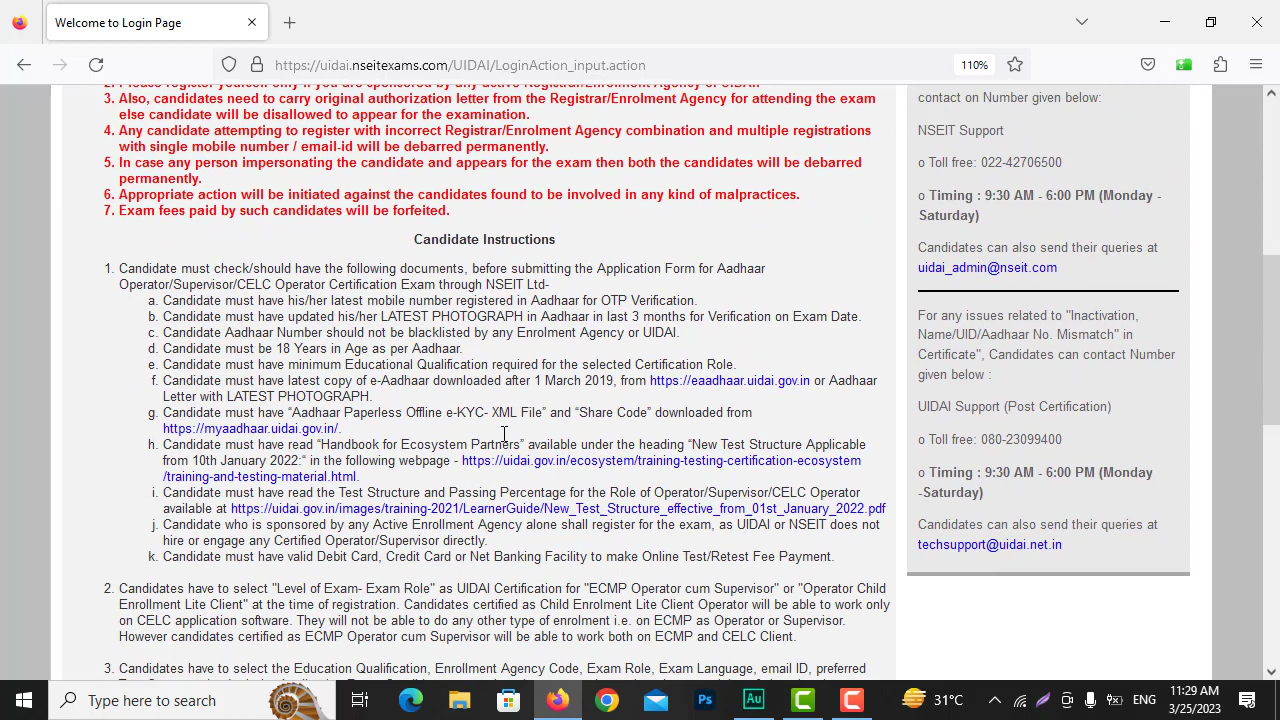 Welcome to Login Page
https://uidai.nseitexams.com/UIDAI/LoginAction_input.action
110%
2. Please register yourself only if you are sponsored by any active Registrar/Enrolment Agency of UIDAI.
3. Also, candidates need to carry original authorization letter from the Registrar/Enrolment Agency for attending the exam
else candidate will be disallowed to appear for the examination.
4. Any candidate attempting to register with incorrect Registrar/Enrolment Agency combination and multiple registrations
with single mobile number / email-id will be debarred permanently.
5. In case any person impersonating the candidate and appears for the exam then both the candidates will be debarred
permanently.
6. Appropriate action will be initiated against the candidates found to be involved in any kind of malpractices.
7. Exam fees paid by such candidates will be forfeited.
Candidate Instructions
1. Candidate must check/should have the following documents, before submitting the Application Form for Aadhaar
Operator/Supervisor/CELC Operator Certification Exam through NSEIT Ltd-
a. Candidate must have his/her latest mobile number registered in Aadhaar for OTP Verification.
b. Candidate must have updated his/her LATEST PHOTOGRAPH in Aadhaar in last 3 months for Verification on Exam Date.
c. Candidate Aadhaar Number should not be blacklisted by any Enrolment Agency or UIDAI.
d. Candidate must be 18 Years in Age as per Aadhaar.
e. Candidate must have minimum Educational Qualification required for the selected Certification Role.
f. Candidate must have latest copy of e-Aadhaar downloaded after 1 March 2019, from https://eaadhaar.uidai.gov.in or Aadhaar
Letter with LATEST PHOTOGRAPH.
g. Candidate must have “Aadhaar Paperless Offline e-KYC- XML File” and “Share Code” downloaded from
https://myaadhaar.uidai.gov.in/.
h. Candidate must have read “Handbook for Ecosystem Partners” available under the heading “New Test Structure Applicable
from 10th January 2022:“ in the following webpage - https://uidai.gov.in/ecosystem/training-testing-certification-ecosystem
/training-and-testing-material.html.
i. Candidate must have read the Test Structure and Passing Percentage for the Role of Operator/Supervisor/CELC Operator
available at https://uidai.gov.in/images/training-2021/LearnerGuide/New_Test_Structure_effective_from_01st_January_2022.pdf
j. Candidate who is sponsored by any Active Enrollment Agency alone shall register for the exam, as UIDAI or NSEIT does not
hire or engage any Certified Operator/Supervisor directly.
k. Candidate must have valid Debit Card, Credit Card or Net Banking Facility to make Online Test/Retest Fee Payment.
2. Candidates have to select "Level of Exam- Exam Role" as UIDAI Certification for "ECMP Operator cum Supervisor" or "Operator Child
Enrollment Lite Client" at the time of registration. Candidates certified as Child Enrolment Lite Client Operator will be able to work only
on CELC application software. They will not be able to do any other type of enrolment i.e. on ECMP as Operator or Supervisor.
However candidates certified as ECMP Operator cum Supervisor will be able to work both on ECMP and CELC Client.
3. Candidates have to select the Education Qualification, Enrollment Agency Code, Exam Role, Exam Language, email ID, preferred
contact on Number given below:
NSEIT Support
o Toll free: 022-42706500
o Timing : 9:30 AM - 6:00 PM (Monday -
Saturday)
Candidates can also send their queries at
uidai_admin@nseit.com
For any issues related to "Inactivation,
Name/UID/Aadhaar No. Mismatch" in
Certificate", Candidates can contact Number
given below :
UIDAI Support (Post Certification)
o Toll free: 080-23099400
o Timing : 9:30 AM - 6:00 PM (Monday
-Saturday)
Candidates can also send their queries at
techsupport@uidai.net.in
Type here to search
Ps
Au
C
C
31°C
ENG
11:29 AM
3/25/2023